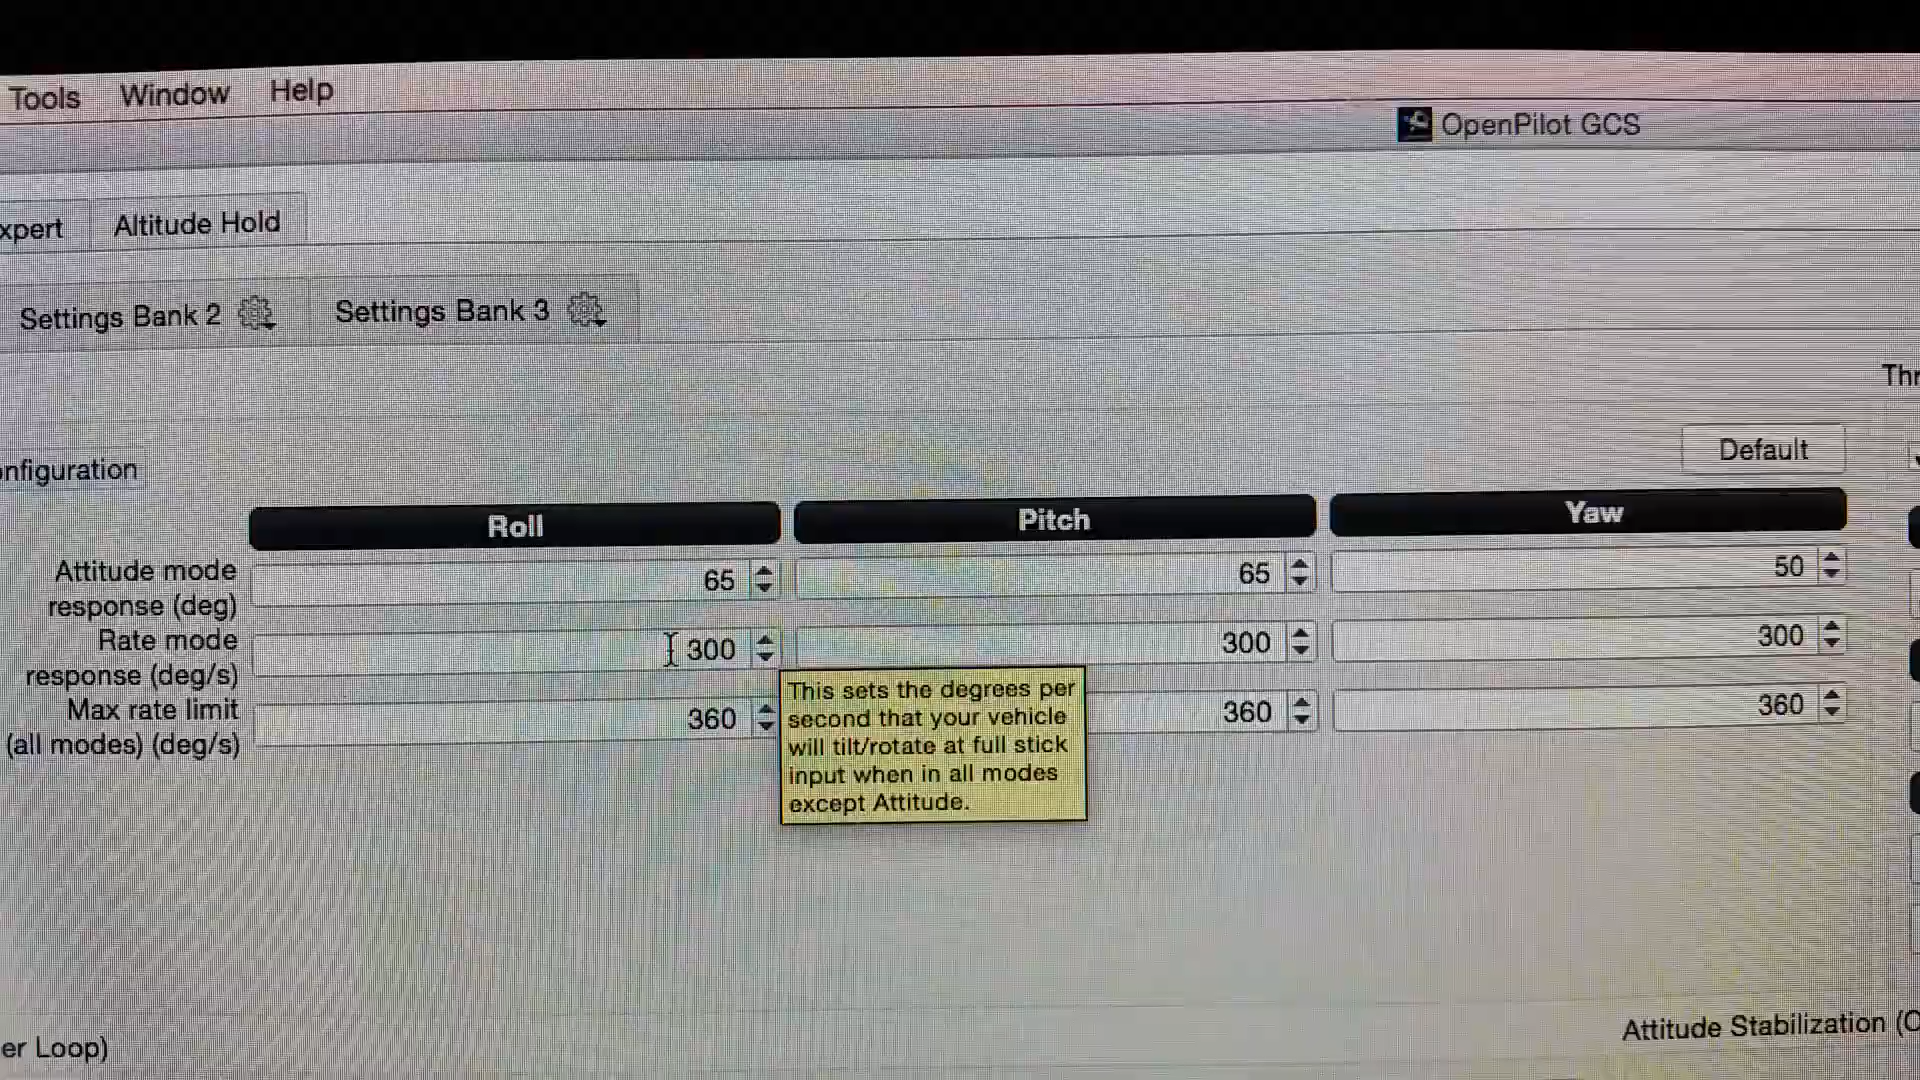 Tools Window Help
OpenPilot GCS
xpert Altitude Hold
Settings Bank 2 Settings Bank 3
Thr
Default
onfiguration
Roll Pitch Yaw
Attitude mode
response (deg)
65 65 50
Rate mode
response (deg/s)
300 300 300
Max rate limit
(all modes) (deg/s)
360 360 360
This sets the degrees per
second that your vehicle
will tilt/rotate at full stick
input when in all modes
except Attitude.
Attitude Stabilization (O
er Loop)